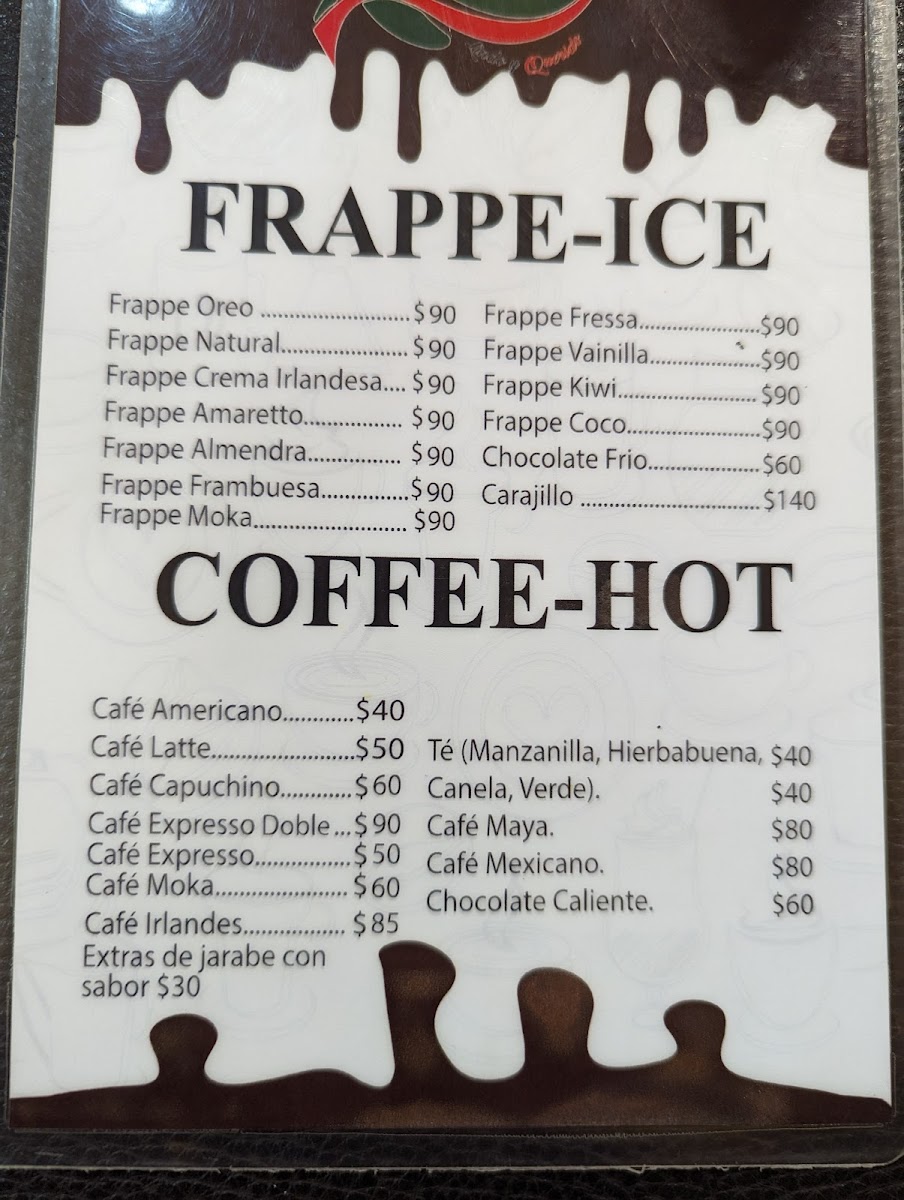 Querido
FRAPPE-ICE
Frappe Oreo ............................ $90
Frappe Natural........................ $90
Frappe Crema Irlandesa.... $90
Frappe Amaretto.................. $90
Frappe Almendra................. $90
Frappe Frambuesa................$90
Frappe Moka............................ $90
Frappe Fressa......................$90
Frappe Vainilla....................$90
Frappe Kiwi......................... $90
Frappe Coco........................$90
Chocolate Frio....................$60
Carajillo ................................$140
COFFEE-HOT
Café Americano............$40
Café Latte........................$50
Café Capuchino............$60
Café Expresso Doble...$90
Café Expresso.................$50
Café Moka....................... $60
Café Irlandes.................. $85
Extras de jarabe con
sabor $30
Té (Manzanilla, Hierbabuena, $40
Canela, Verde). $40
Café Maya. $80
Café Mexicano. $80
Chocolate Caliente. $60